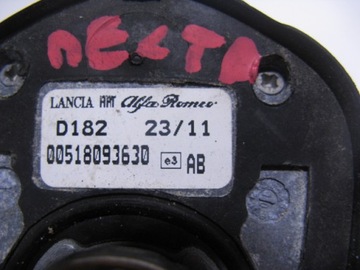 DELTA
LANCIA FIAT Alfa Romeo
D182 23/11
00518093630 e3 AB